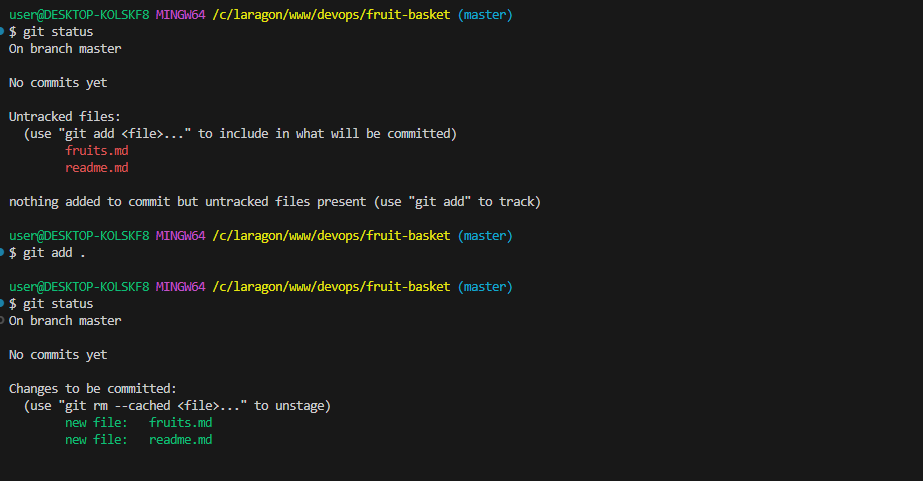 user@DESKTOP-KOLSKF8 MINGW64 /c/laragon/www/devops/fruit-basket (master)
$ git status
On branch master
No commits yet
Untracked files:
  (use "git add <file>..." to include in what will be committed)
        fruits.md
        readme.md
nothing added to commit but untracked files present (use "git add" to track)
user@DESKTOP-KOLSKF8 MINGW64 /c/laragon/www/devops/fruit-basket (master)
$ git add .
user@DESKTOP-KOLSKF8 MINGW64 /c/laragon/www/devops/fruit-basket (master)
$ git status
On branch master
No commits yet
Changes to be committed:
  (use "git rm --cached <file>..." to unstage)
        new file:   fruits.md
        new file:   readme.md